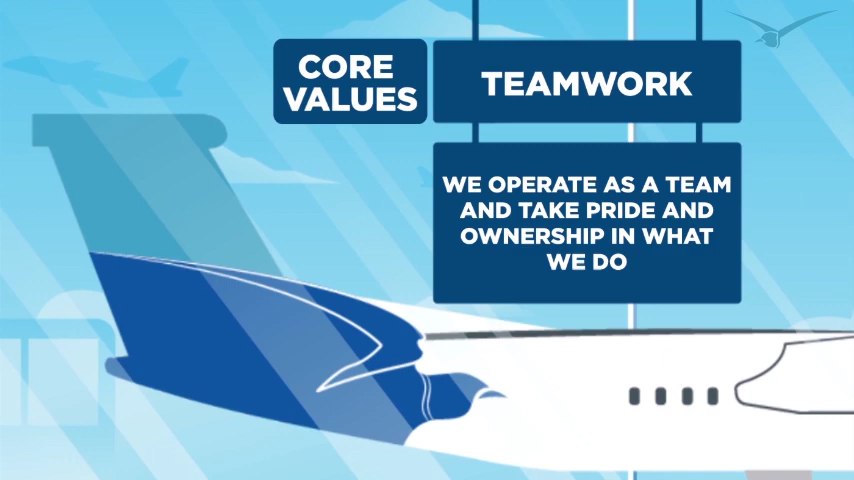 CORE
VALUES
TEAMWORK
WE OPERATE AS A TEAM
AND TAKE PRIDE AND
OWNERSHIP IN WHAT
WE DO